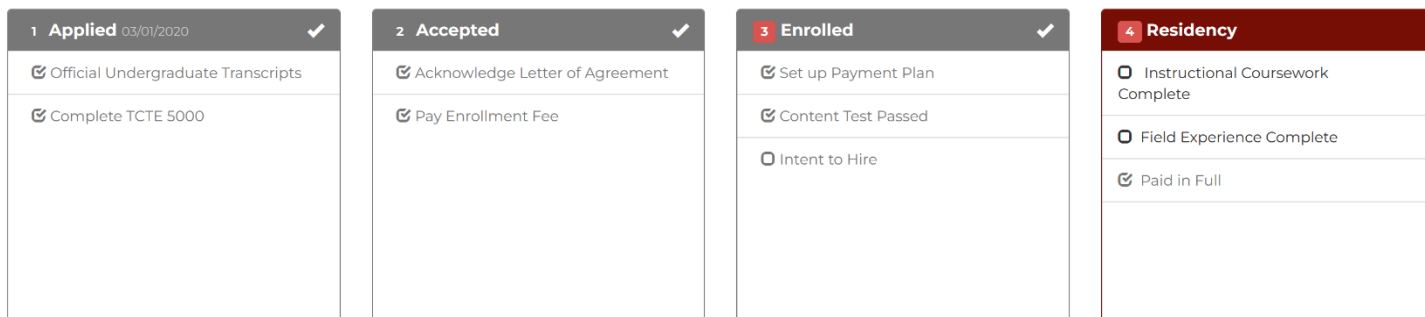 1 Applied 03/01/2020
Official Undergraduate Transcripts
Complete TCTE 5000
2 Accepted
Acknowledge Letter of Agreement
Pay Enrollment Fee
3 Enrolled
Set up Payment Plan
Content Test Passed
Intent to Hire
4 Residency
Instructional Coursework
Complete
Field Experience Complete
Paid in Full